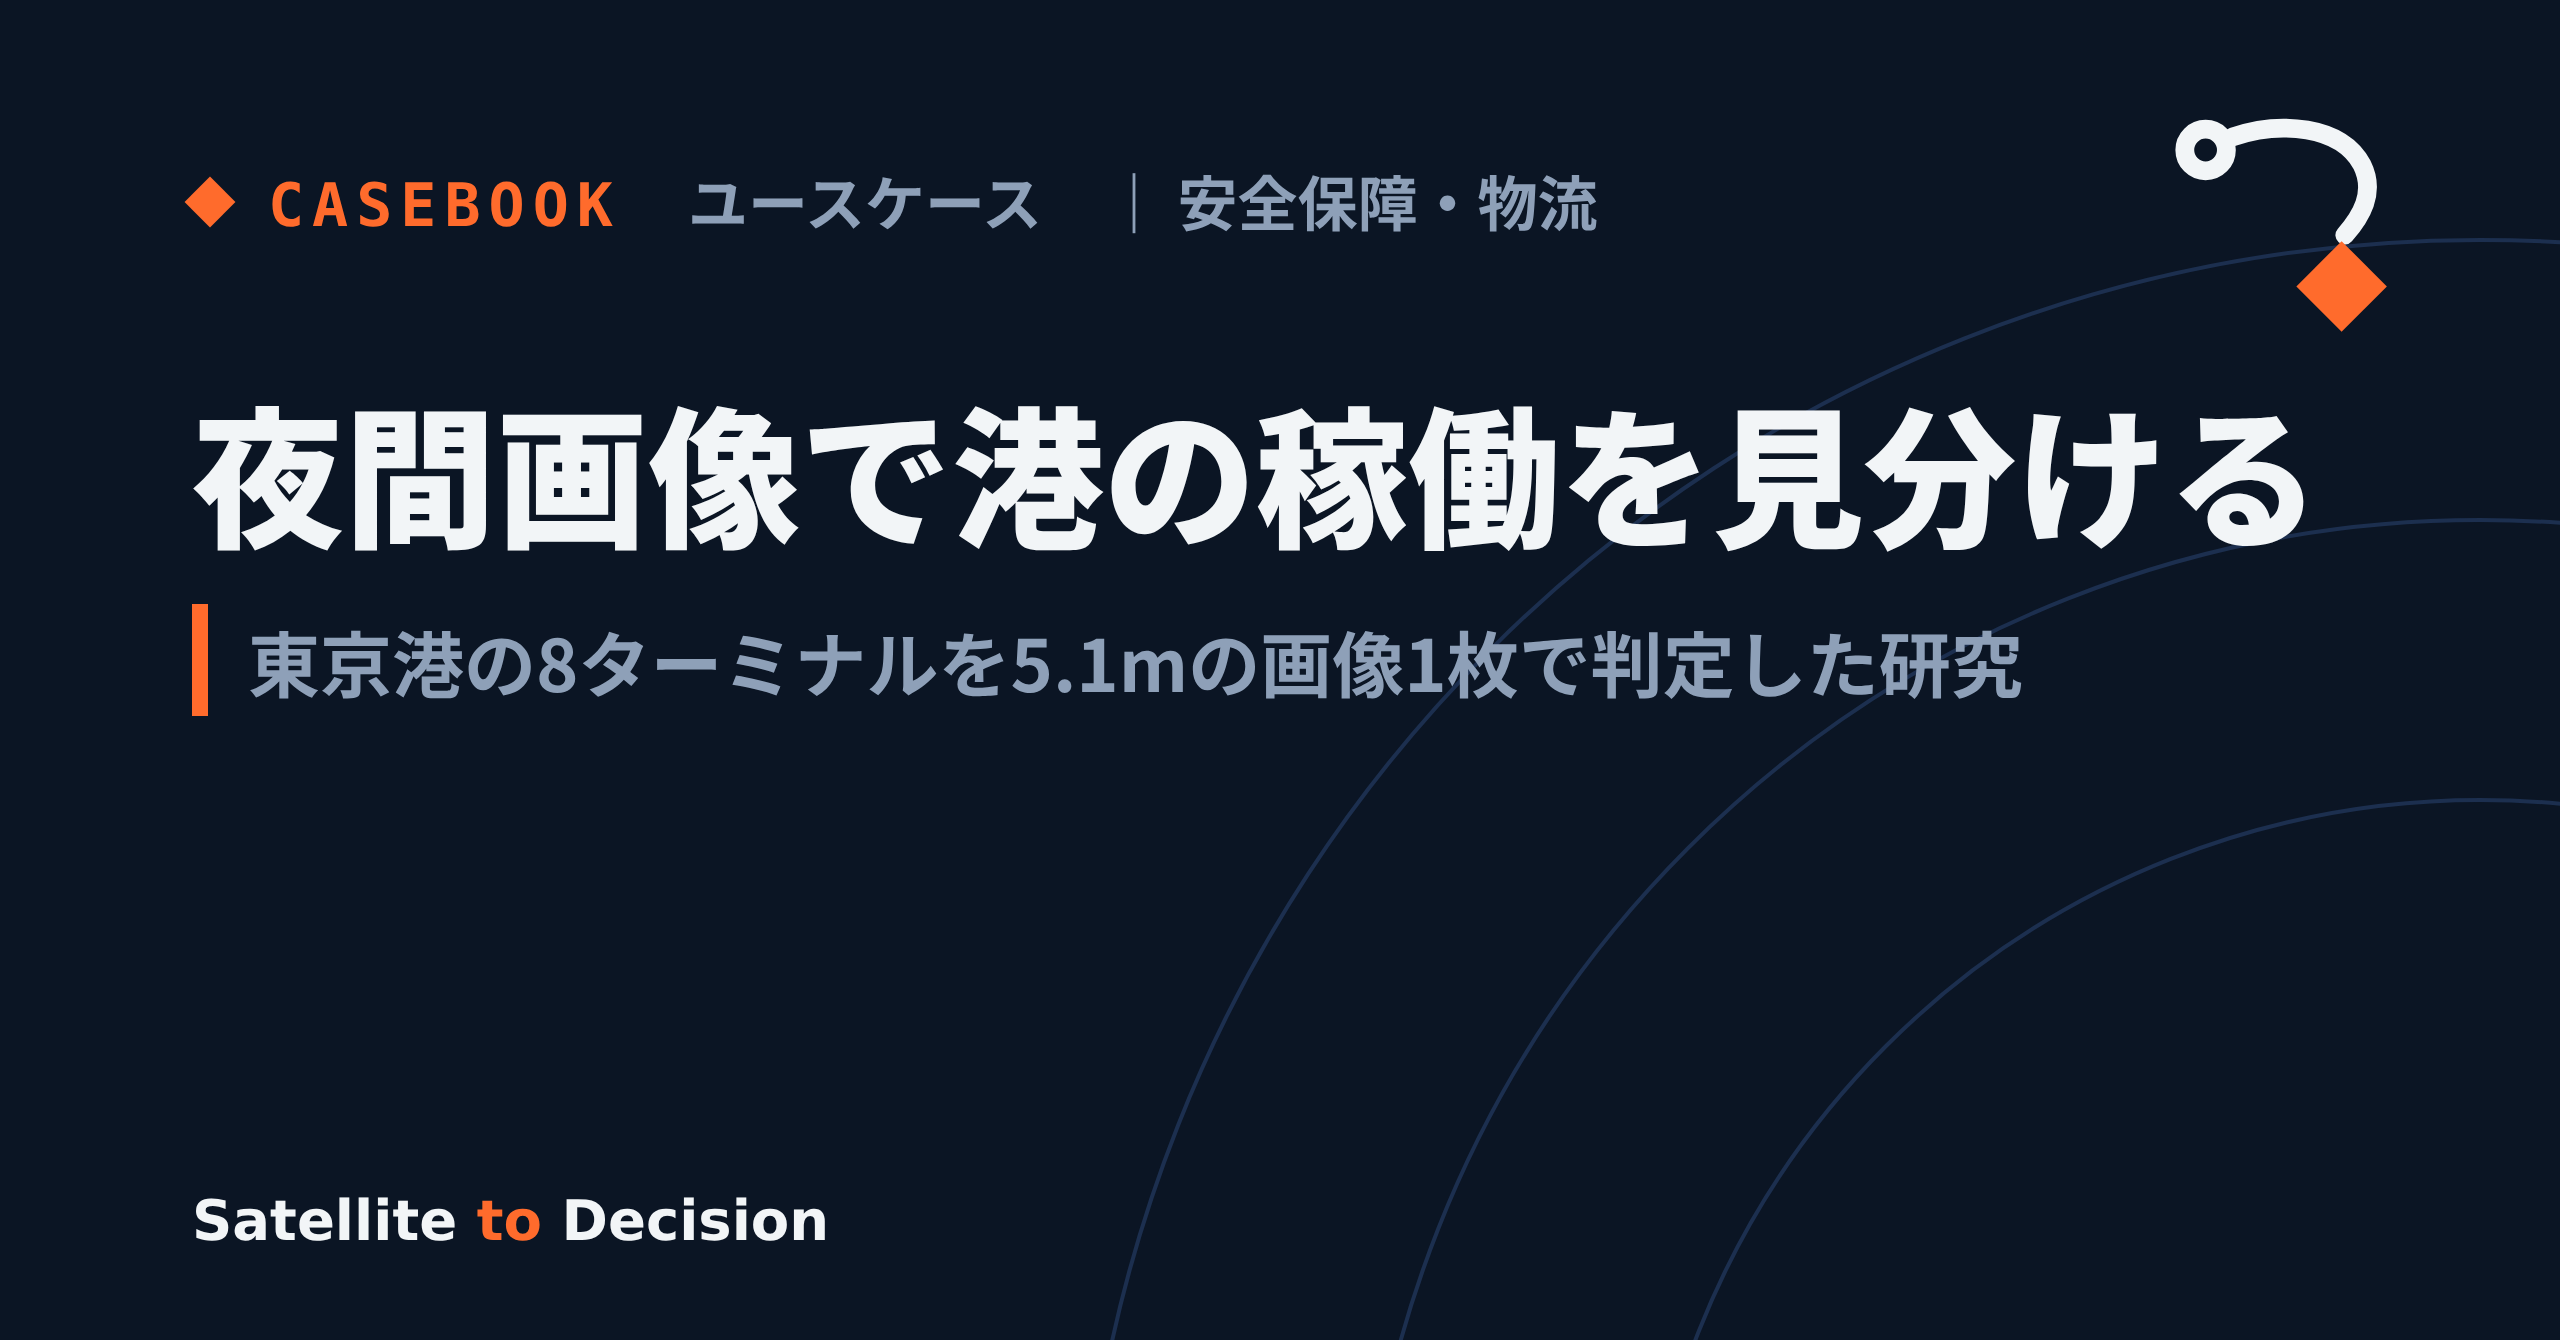 CASEBOOK ユースケース | 安全保障・物流
夜間画像で港の稼働を見分ける
東京港の8ターミナルを5.1mの画像1枚で判定した研究
Satellite to Decision